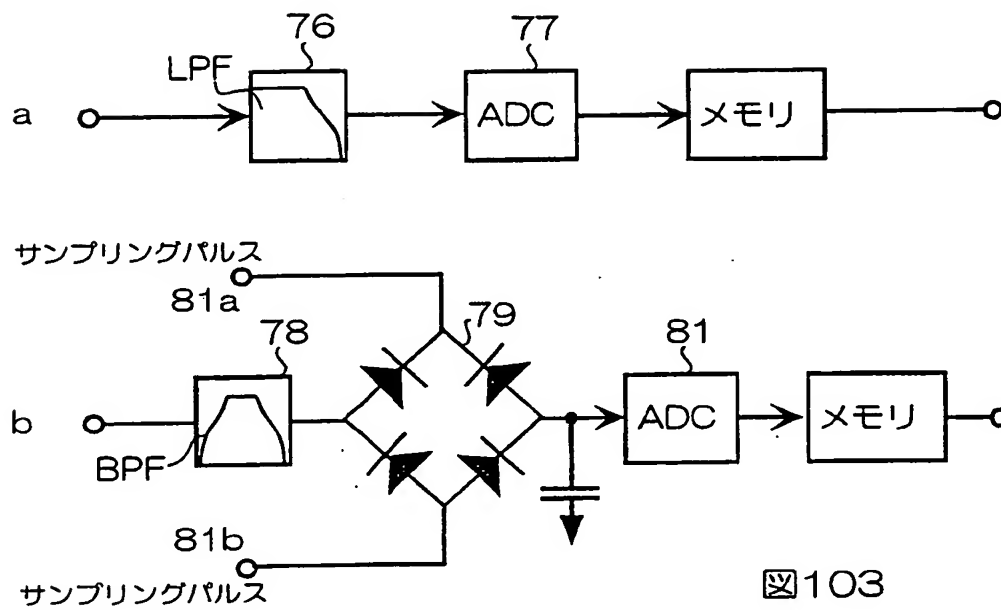 76
77
LPF
a
ADC
メモリ
サンプリングパルス
81a
79
78
81
b
ADC
メモリ
BPF
81b
サンプリングパルス
図103